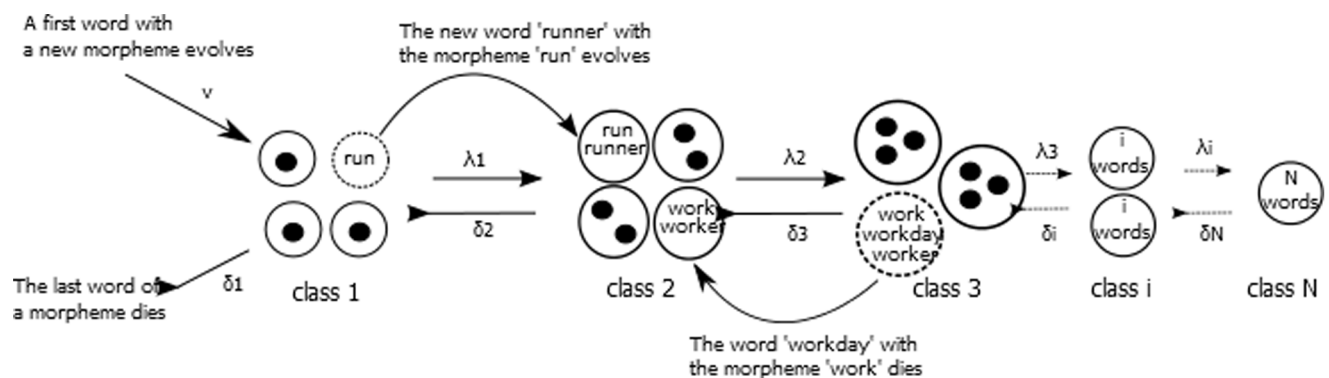 A first word with
a new morpheme evolves
The new word 'runner' with
the morpheme 'run' evolves
ν
run
λ1
δ2
run
runner
work
worker
λ2
δ3
work
workday
worker
λ3
δi
i
words
i
words
λi
δN
N
words
The last word of
a morpheme dies
δ1
class 1
class 2
class 3
class i
class N
The word 'workday' with
the morpheme 'work' dies